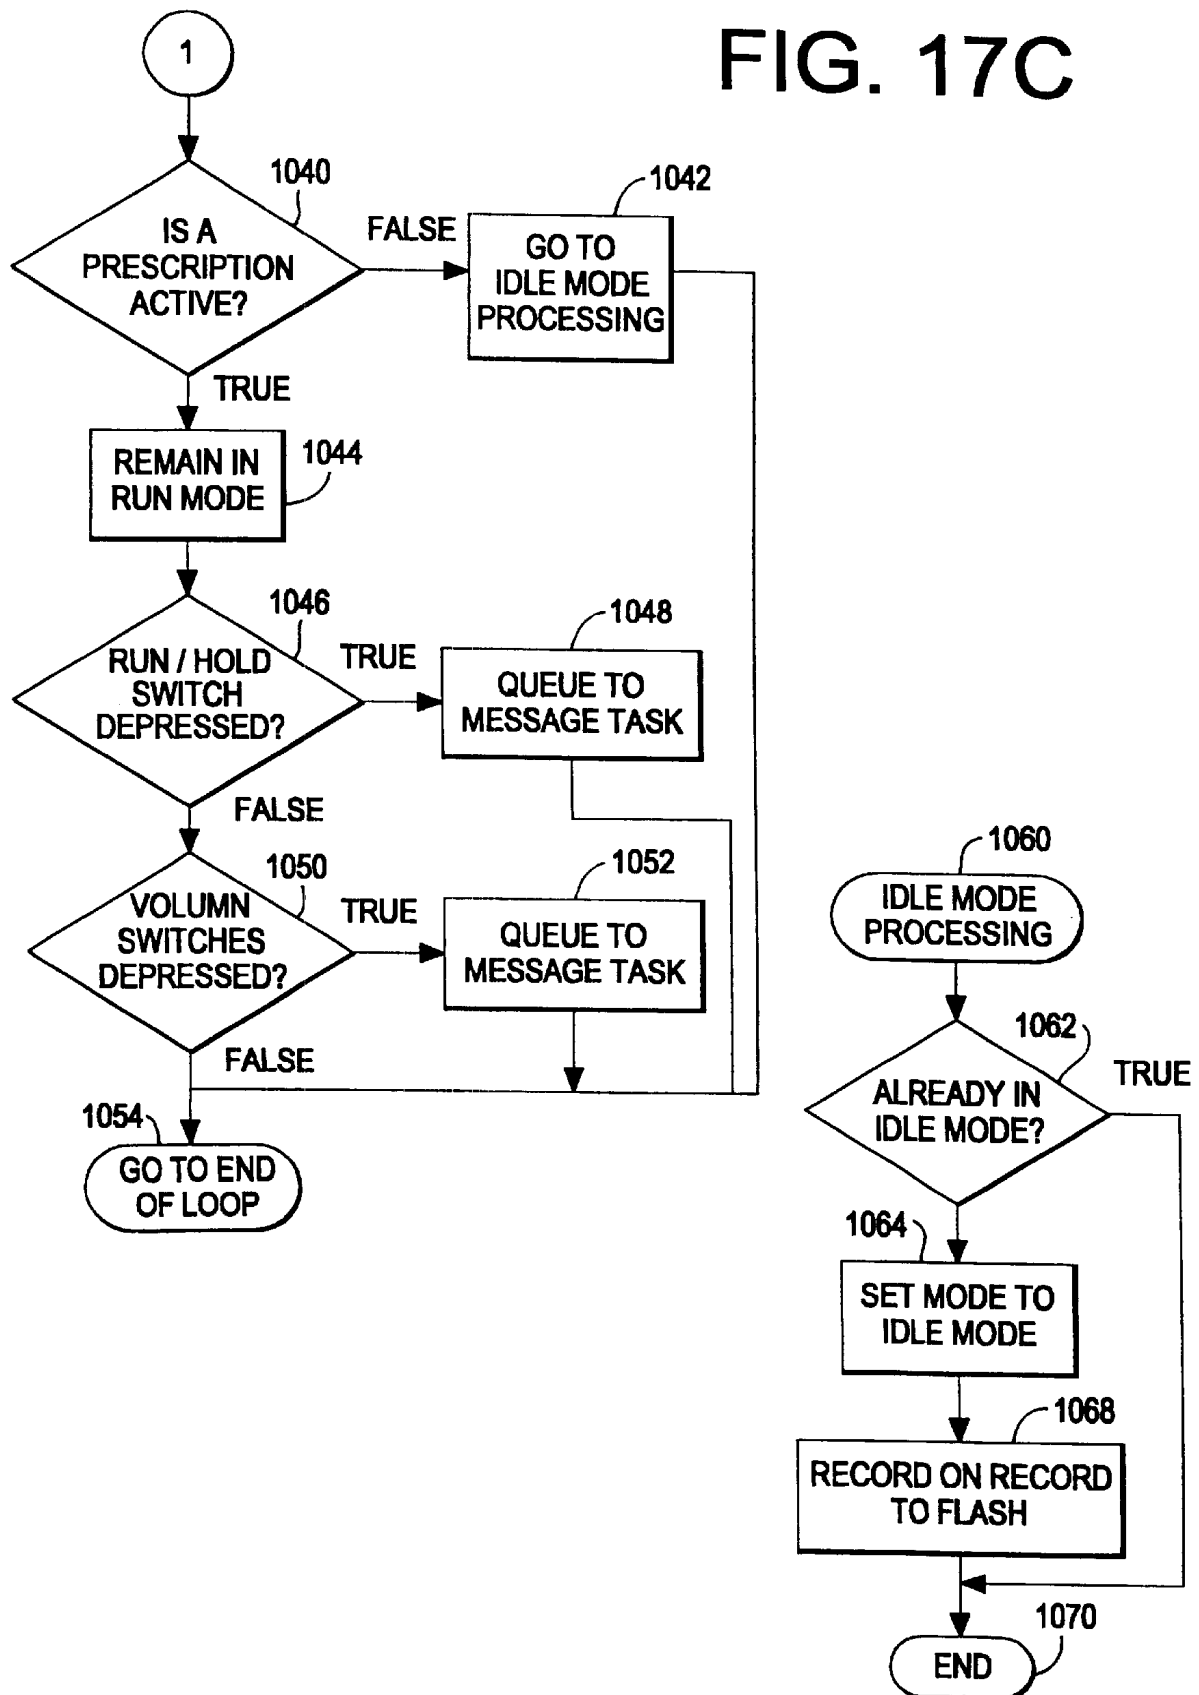 FIG. 17C
1
1040
IS A
PRESCRIPTION
ACTIVE?
FALSE
1042
GO TO
IDLE MODE
PROCESSING
TRUE
REMAIN IN
RUN MODE
1044
1046
RUN / HOLD
SWITCH
DEPRESSED?
TRUE
1048
QUEUE TO
MESSAGE TASK
FALSE
1050
VOLUMN
SWITCHES
DEPRESSED?
TRUE
1052
QUEUE TO
MESSAGE TASK
FALSE
1054
GO TO END
OF LOOP
1060
IDLE MODE
PROCESSING
1062
ALREADY IN
IDLE MODE?
TRUE
1064
SET MODE TO
IDLE MODE
1068
RECORD ON RECORD
TO FLASH
1070
END